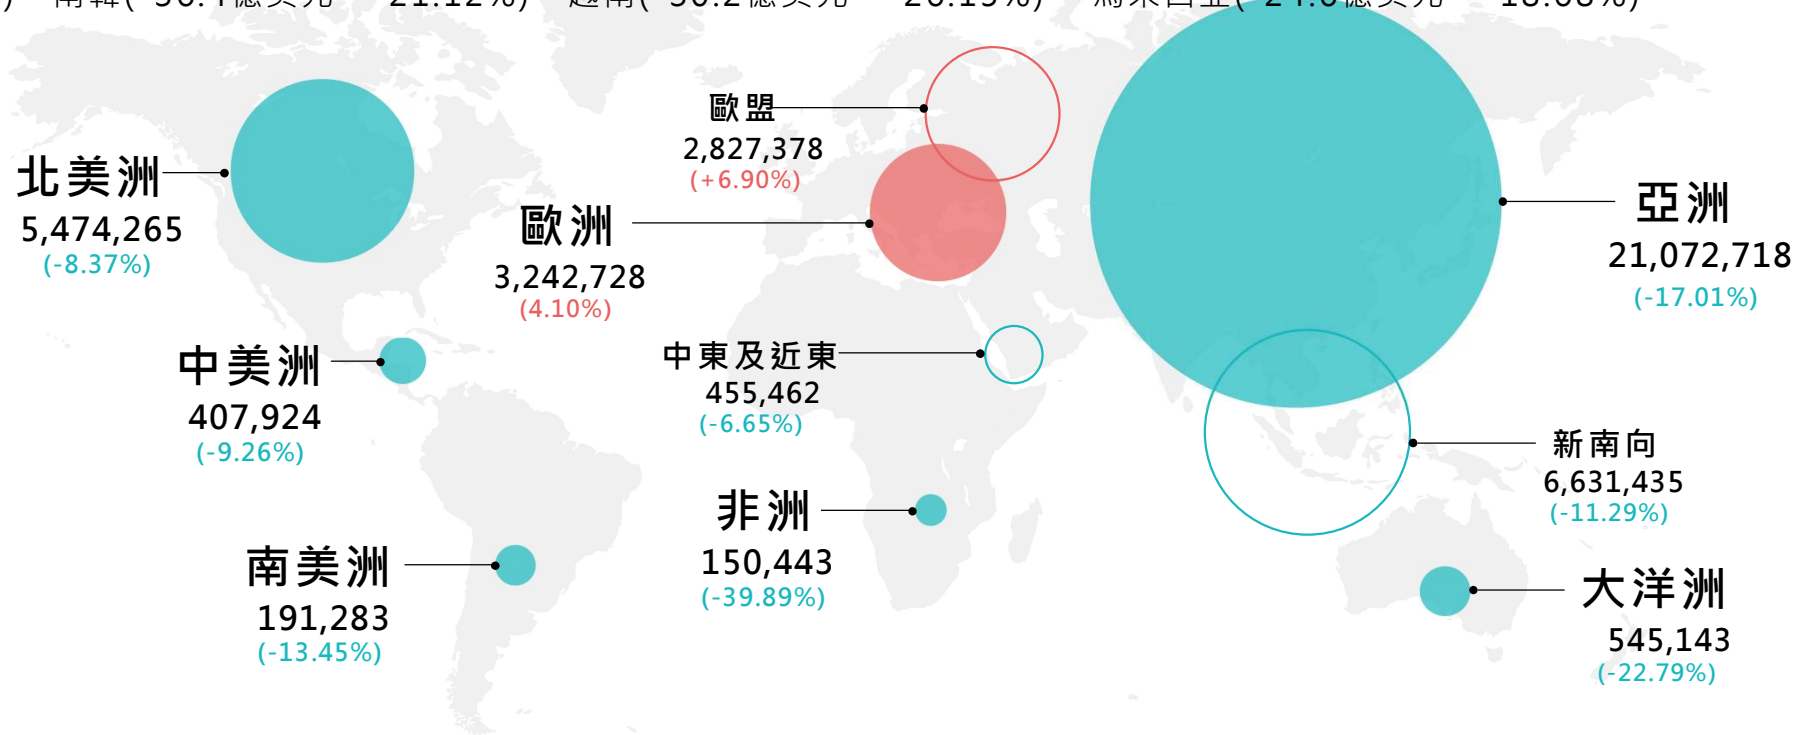 北美洲
5,474,265
(-8.37%)
歐盟
2,827,378
(+6.90%)
歐洲
3,242,728
(4.10%)
亞洲
21,072,718
(-17.01%)
中美洲
407,924
(-9.26%)
中東及近東
455,462
(-6.65%)
新南向
6,631,435
(-11.29%)
非洲
150,443
(-39.89%)
南美洲
191,283
(-13.45%)
大洋洲
545,143
(-22.79%)